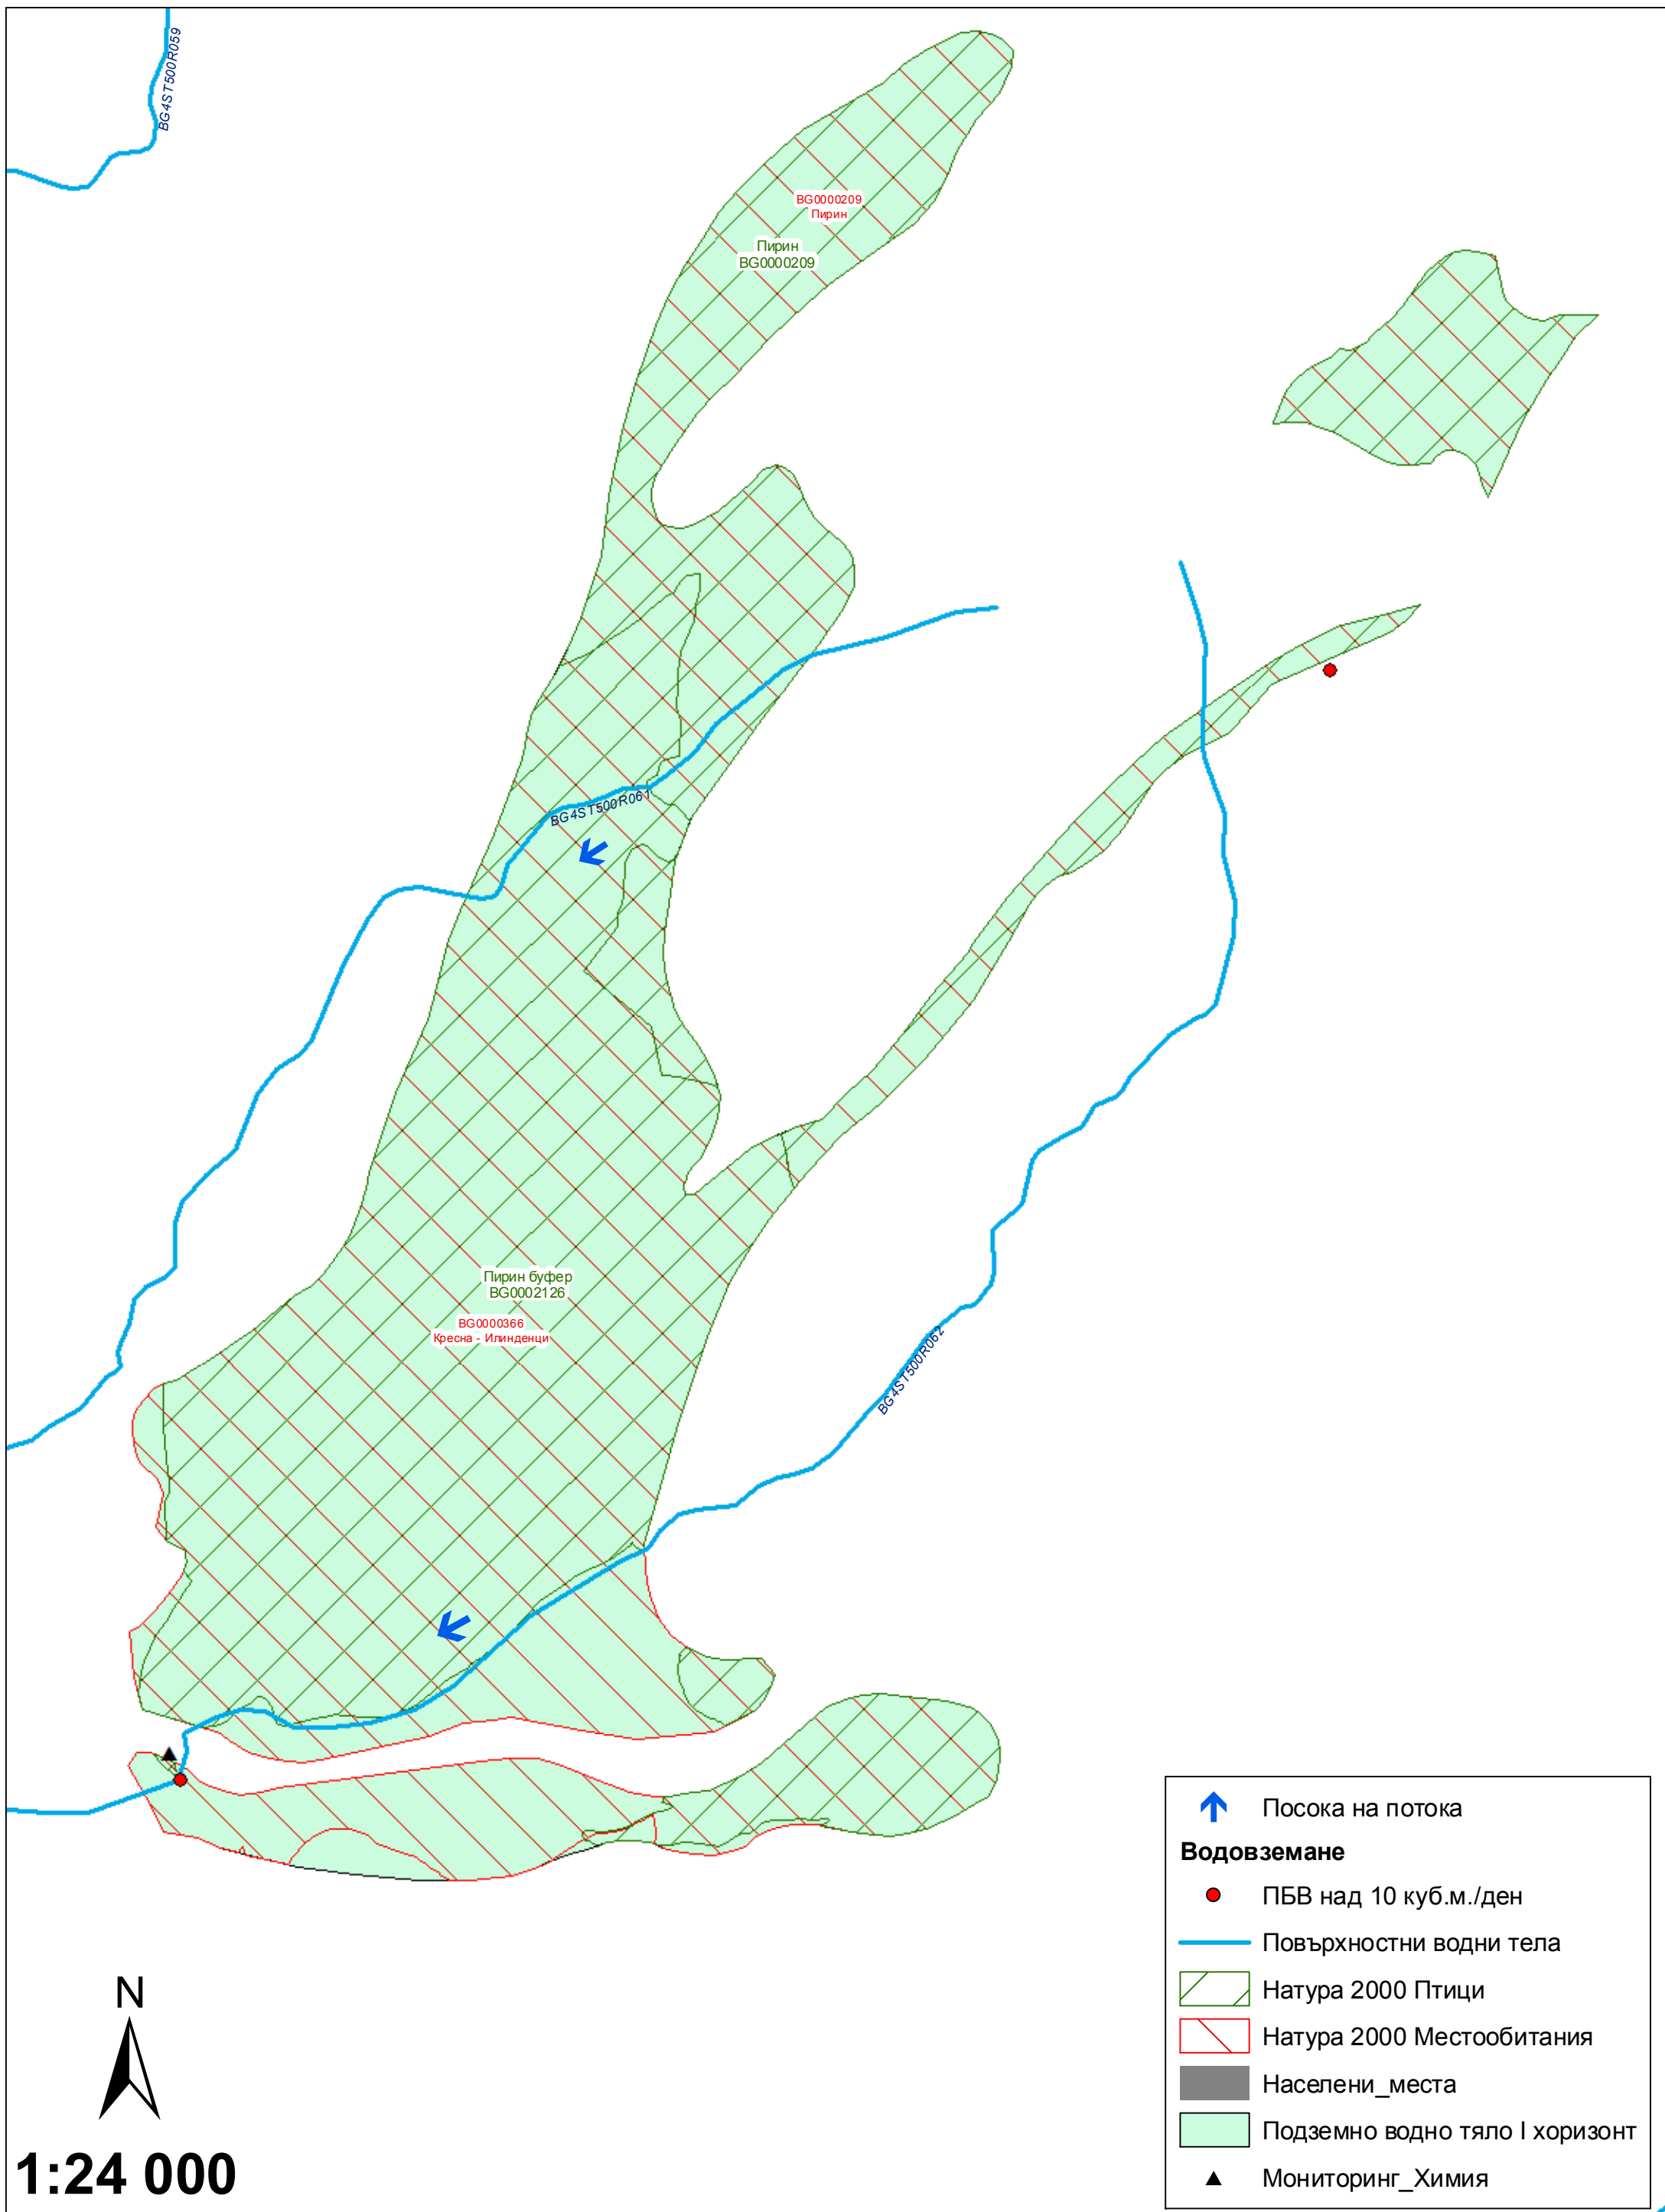 BG4ST500R059
BG0000209
Пирин
Пирин
BG0000209
BG4ST500R061
Пирин буфер
BG0002126
BG0000366
Кресна - Илинденци
BG4ST500R062
Посока на потока
Водовземане
ПБВ над 10 куб.м./ден
Повърхностни водни тела
Натура 2000 Птици
Натура 2000 Местообитания
Населени_места
Подземно водно тяло I хоризонт
Мониторинг_Химия
N
1:24 000